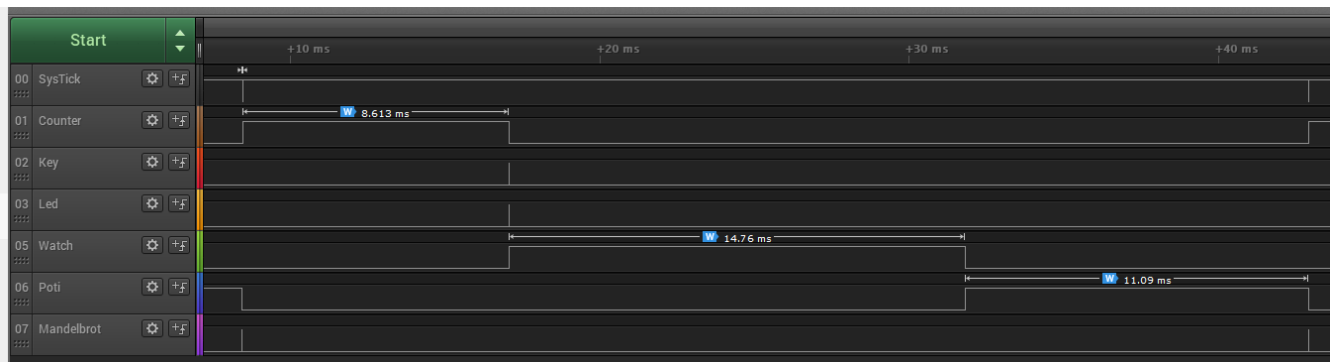 Start
+10 ms +20 ms +30 ms +40 ms
00 SysTick
01 Counter W 8.613 ms
02 Key
03 Led
05 Watch W 14.76 ms
06 Poti W 11.09 ms
07 Mandelbrot